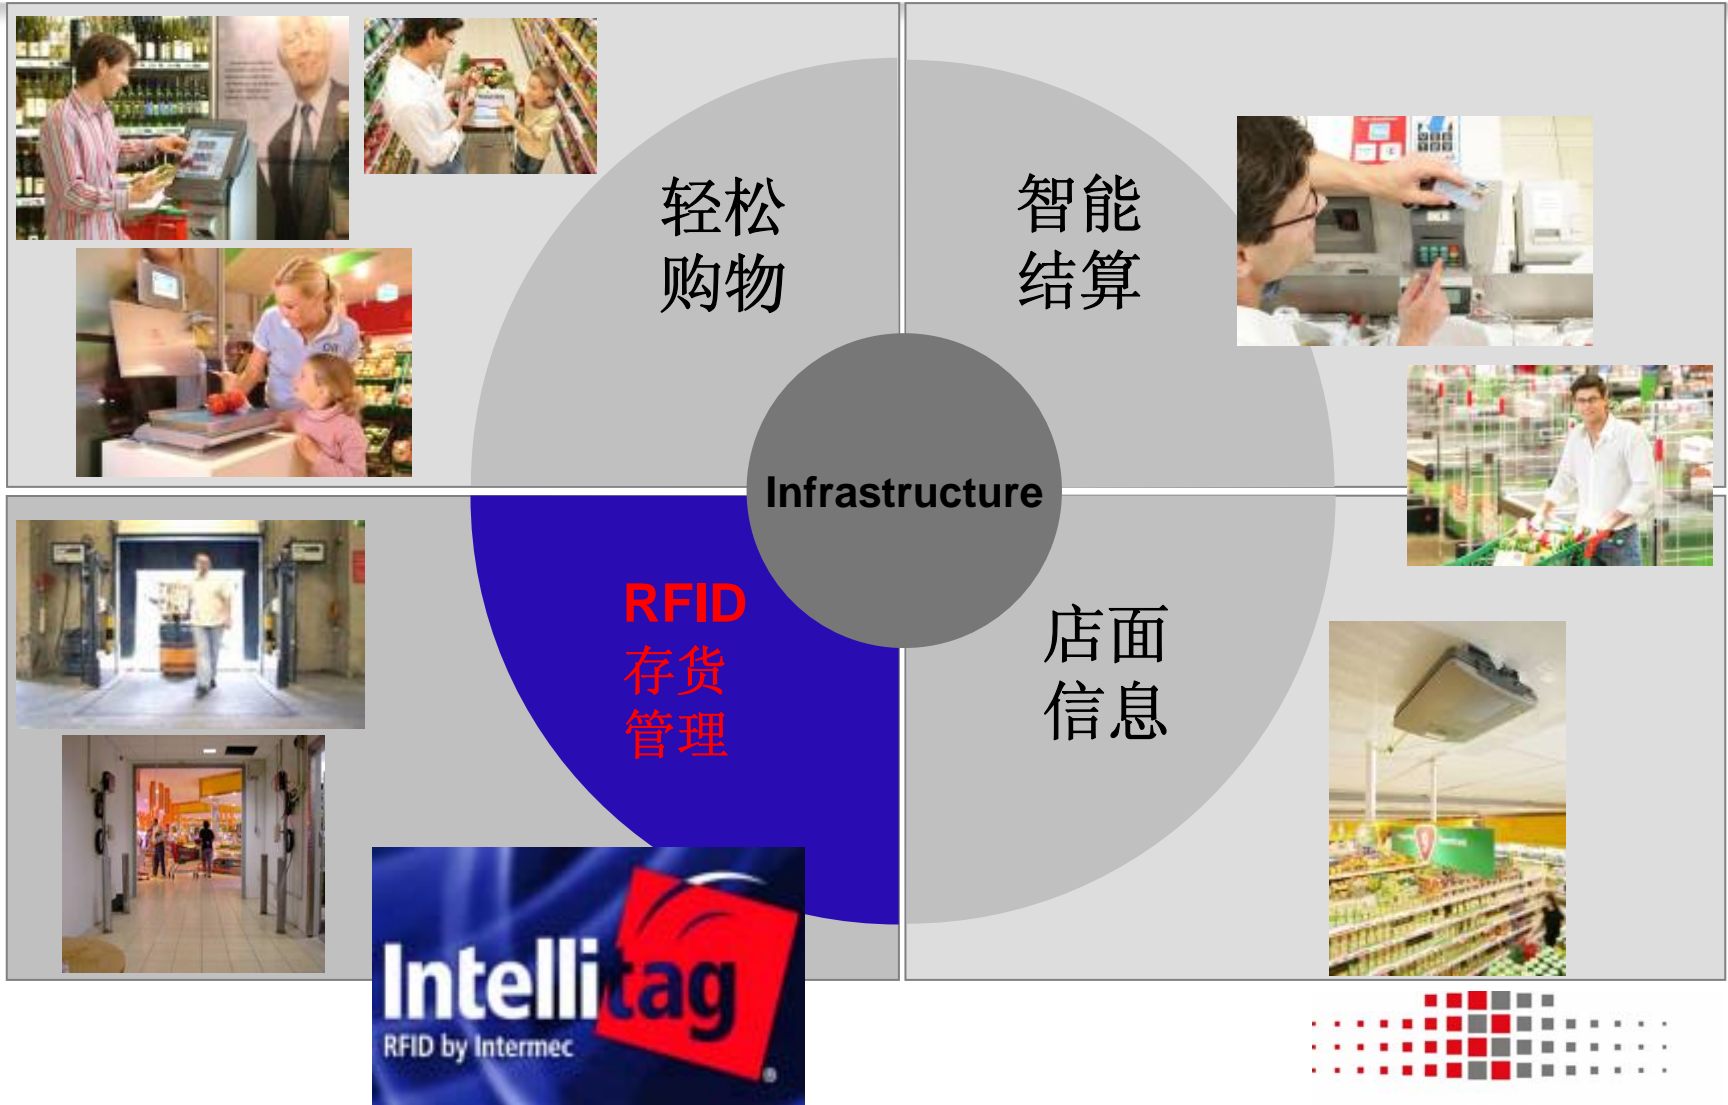 轻松
购物
智能
结算
Infrastructure
RFID
存货
管理
店面
信息
Intellitag
RFID by Intermec
®